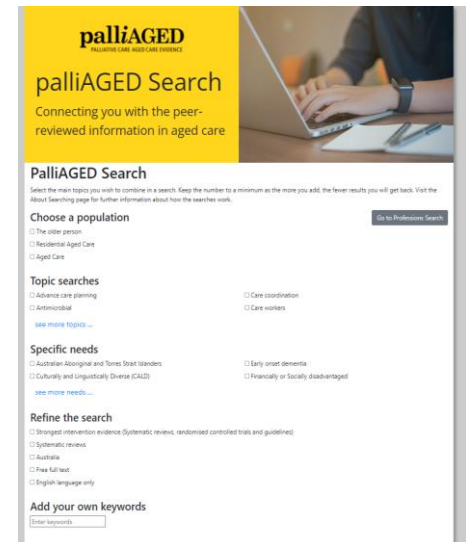 palliAGED
PALLIATIVE CARE AGED CARE EVIDENCE
palliAGED Search
Connecting you with the peer-
reviewed information in aged care
PalliAGED Search
Select the main topics you wish to combine in a search. Keep the number to a minimum as the more you add, the fewer results you will get back. Visit the
About Searching page for further information about how the searches work.
Choose a population
Go to Professions Search
The older person
Residential Aged Care
Aged Care
Topic searches
Advance care planning
Care coordination
Antimicrobial
Care workers
see more topics ...
Specific needs
Australian Aboriginal and Torres Strait Islanders
Early onset dementia
Culturally and Linguistically Diverse (CALD)
Financially or Socially disadvantaged
see more needs ...
Refine the search
Strongest intervention evidence (Systematic reviews, randomised controlled trials and guidelines)
Systematic reviews
Australia
Free full text
English language only
Add your own keywords
Enter keywords